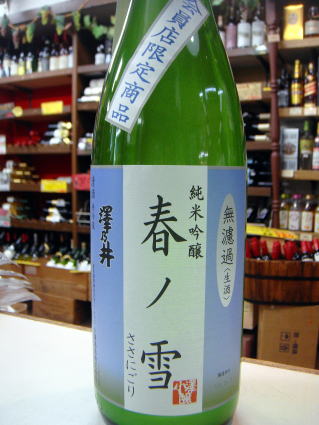 会員店限定商品
無濾過〈生酒〉
純米吟醸
春ノ雪
ささにごり
澤乃井